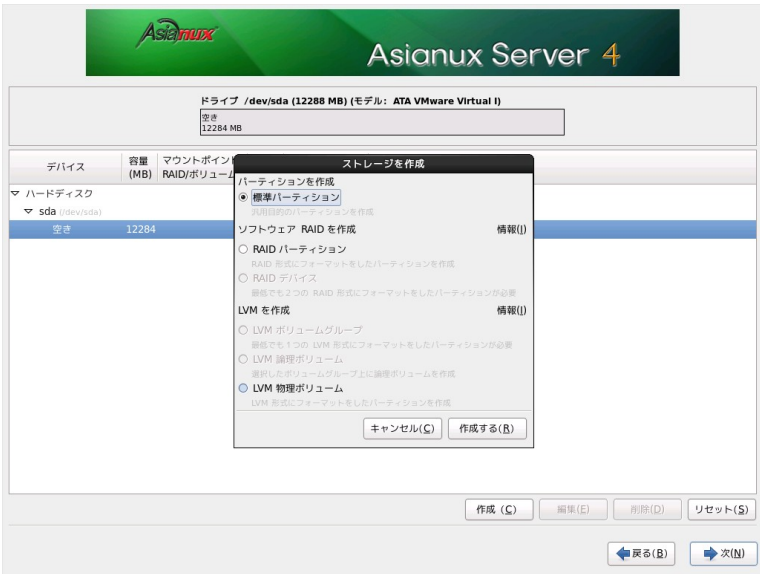 Asianux
Asianux Server 4
ドライブ /dev/sda (12288 MB) (モデル: ATA VMware Virtual I)
空き
12284 MB
デバイス
容量
(MB)
マウントポイント
RAID/ボリューム
ハードディスク
sda (/dev/sda)
空き 12284
ストレージを作成
パーティションを作成
標準パーティション
汎用目的のパーティションを作成
ソフトウェア RAID を作成 情報(I)
RAID パーティション
RAID 形式にフォーマットをしたパーティションを作成
RAID デバイス
最低でも2つの RAID 形式にフォーマットをしたパーティションが必要
LVM を作成 情報(I)
LVM ボリュームグループ
最低でも1つの LVM 形式にフォーマットをしたパーティションが必要
LVM 論理ボリューム
選択したボリュームグループ上に論理ボリュームを作成
LVM 物理ボリューム
LVM 形式にフォーマットをしたパーティションを作成
キャンセル(C) 作成する(R)
作成 (C) 編集(E) 削除(D) リセット(S)
戻る(B) 次(N)